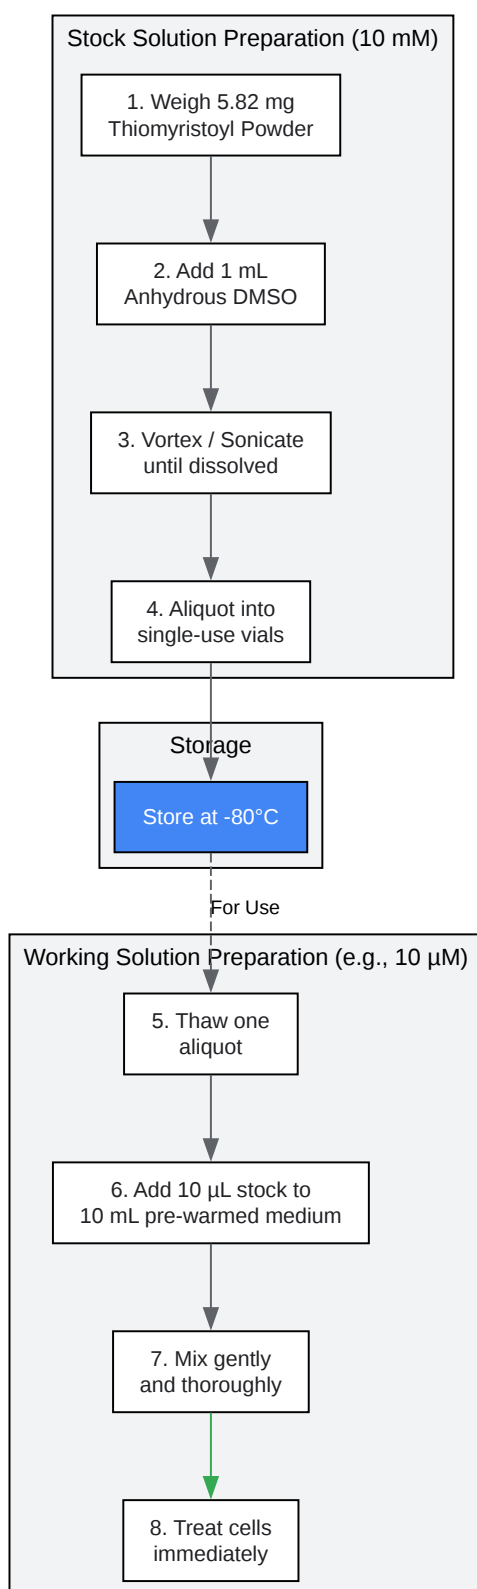 Stock Solution Preparation (10 mM)
1. Weigh 5.82 mg
Thiomyristoyl Powder
2. Add 1 mL
Anhydrous DMSO
3. Vortex / Sonicate
until dissolved
4. Aliquot into
single-use vials
Storage
Store at -80°C
For Use
Working Solution Preparation (e.g., 10 µM)
5. Thaw one
aliquot
6. Add 10 µL stock to
10 mL pre-warmed medium
7. Mix gently
and thoroughly
8. Treat cells
immediately